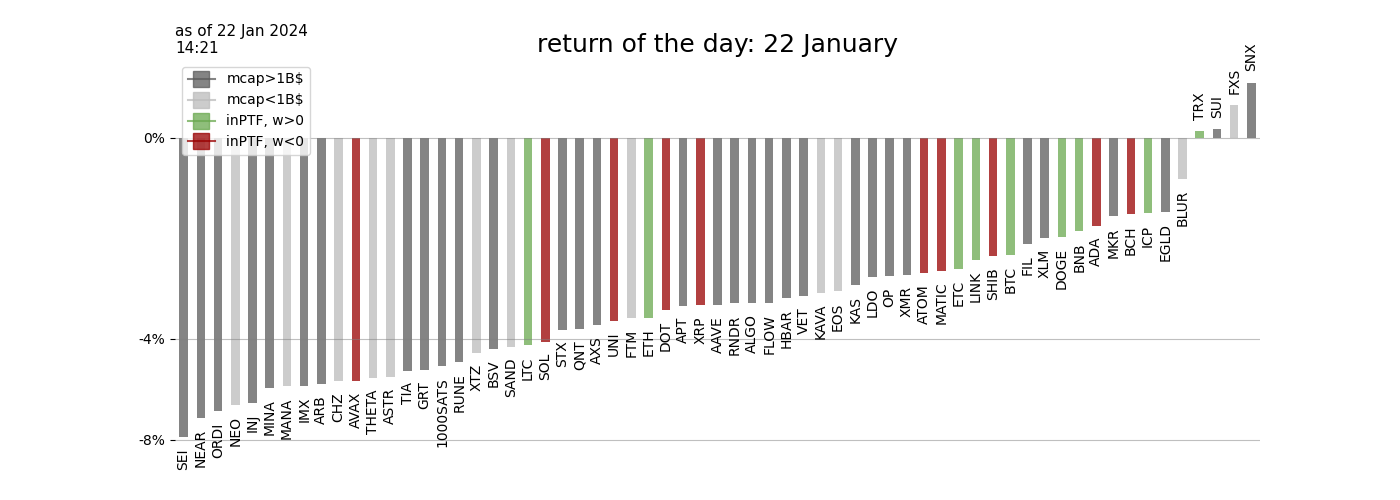 as of 22 Jan 2024
14:21
return of the day: 22 January
mcap>1B$
mcap<1B$
inPTF, w>0
inPTF, w<0
0%
-4%
-8%
SEI
NEAR
ORDI
NEO
INJ
MINA
MANA
IMX
ARB
CHZ
AVAX
THETA
ASTR
TIA
GRT
1000SATS
RUNE
XTZ
BSV
SAND
LTC
SOL
STX
QNT
AXS
UNI
FTM
ETH
DOT
APT
XRP
AAVE
RNDR
ALGO
FLOW
HBAR
VET
KAVA
EOS
KAS
LDO
OP
XMR
ATOM
MATIC
ETC
LINK
SHIB
BTC
FIL
XLM
DOGE
BNB
ADA
MKR
BCH
ICP
EGLD
BLUR
TRX
SUI
FXS
SNX